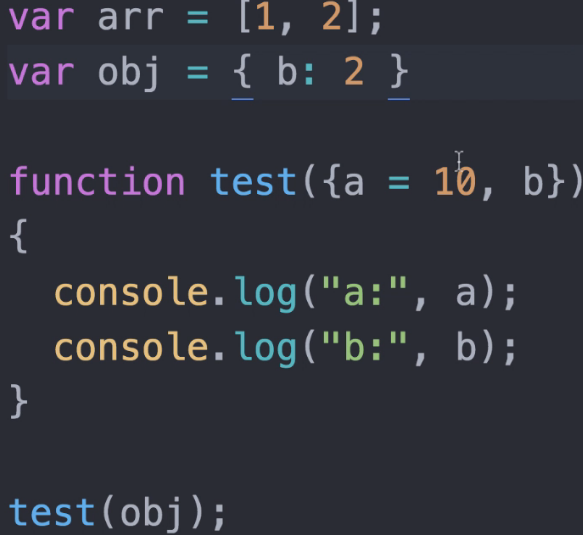 var arr = [1, 2];
var obj = { b: 2 }
function test({a = 10, b})
{
console.log("a:", a);
console.log("b:", b);
}
test(obj);